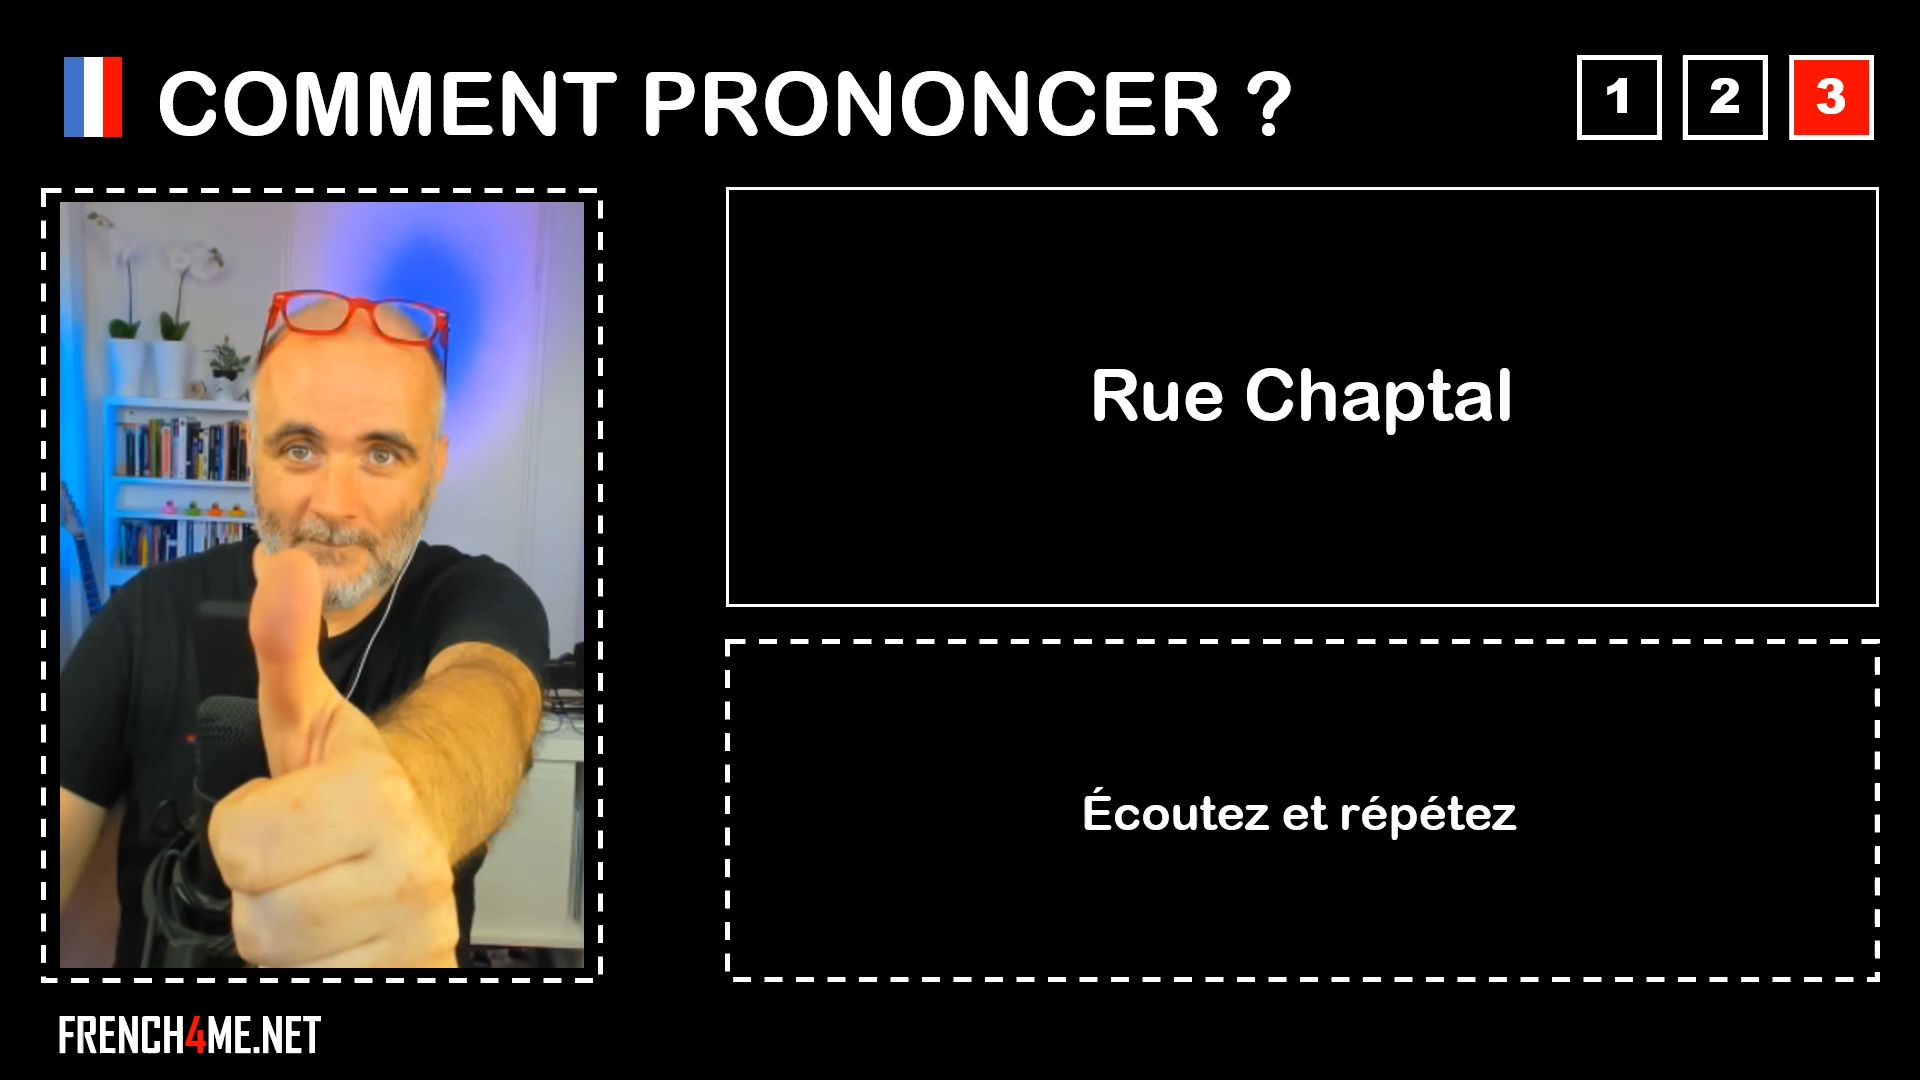 COMMENT PRONONCER ?
1 2 3
Rue Chaptal
Écoutez et répétez
FRENCH4ME.NET